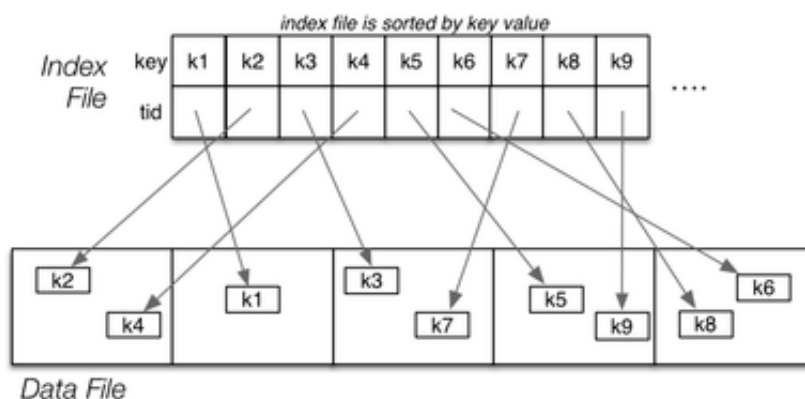 index file is sorted by key value
Index File
key k1 k2 k3 k4 k5 k6 k7 k8 k9 ....
tid
k2 k3 k6
k1 k5
k4 k7 k9 k8
Data File